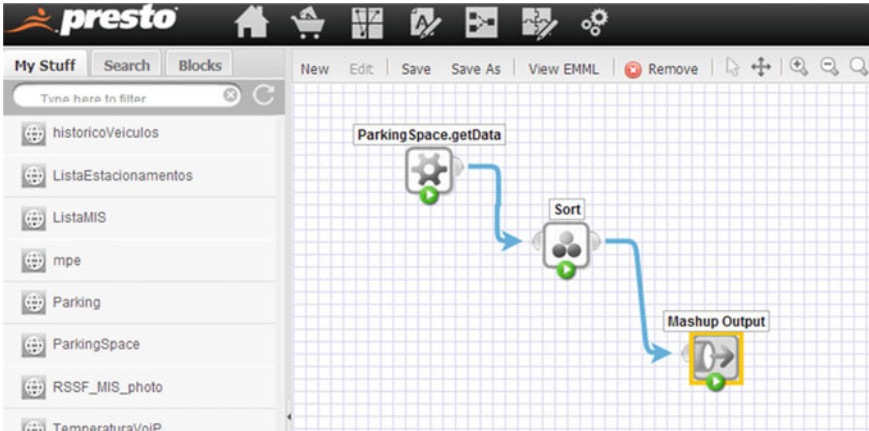 presto
My Stuff Search Blocks
New Edit Save Save As View EMML Remove
Type here to filter
historicoVeiculos
ListaEstacionamentos
ListaMIS
mpe
Parking
ParkingSpace
RSSF_MIS_photo
TemperaturaVoiP
ParkingSpace.getData
Sort
Mashup Output